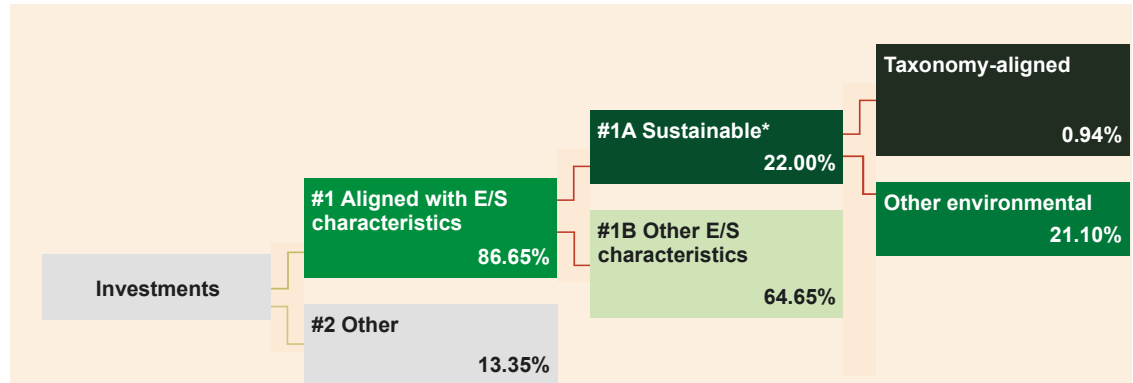 Investments
#1 Aligned with E/S
characteristics
86.65%
#2 Other
13.35%
#1A Sustainable*
22.00%
#1B Other E/S
characteristics
64.65%
Taxonomy-aligned
0.94%
Other environmental
21.10%